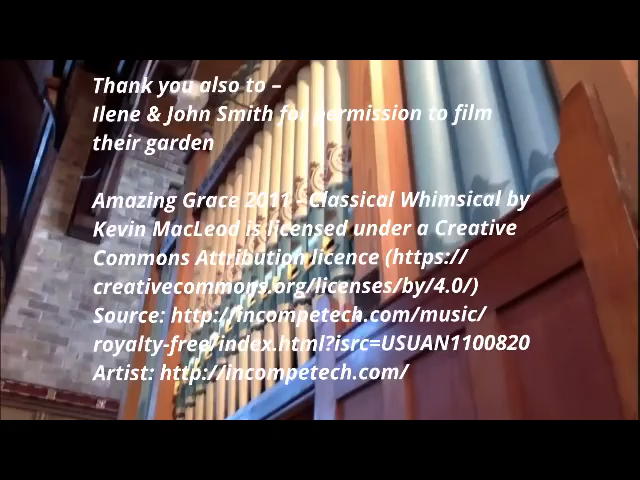 Thank you also to –
Ilene & John Smith for permission to film
their garden
Amazing Grace 2011 - Classical Whimsical by
Kevin MacLeod is licensed under a Creative
Commons Attribution licence (https://
creativecommons.org/licenses/by/4.0/)
Source: http://incompetech.com/music/
royalty-free/index.html?isrc=USUAN1100820
Artist: http://incompetech.com/